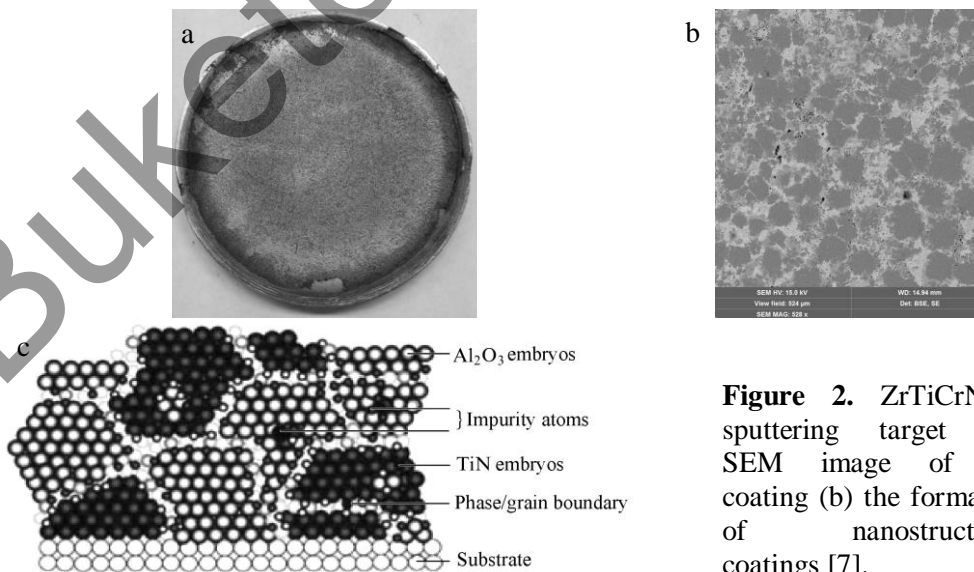 a
b
SEM HV: 15.0 kV
WD: 14.94 mm
View field: 524 µm
Det: BSE, SE
SEM MAG: 528 x
c
Al₂O₃ embryos
} Impurity atoms
TiN embryos
Phase/grain boundary
Substrate
Figure 2. ZrTiCrN
sputtering target
SEM image of
coating (b) the forma
of nanostruct
coatings [7].
Buket